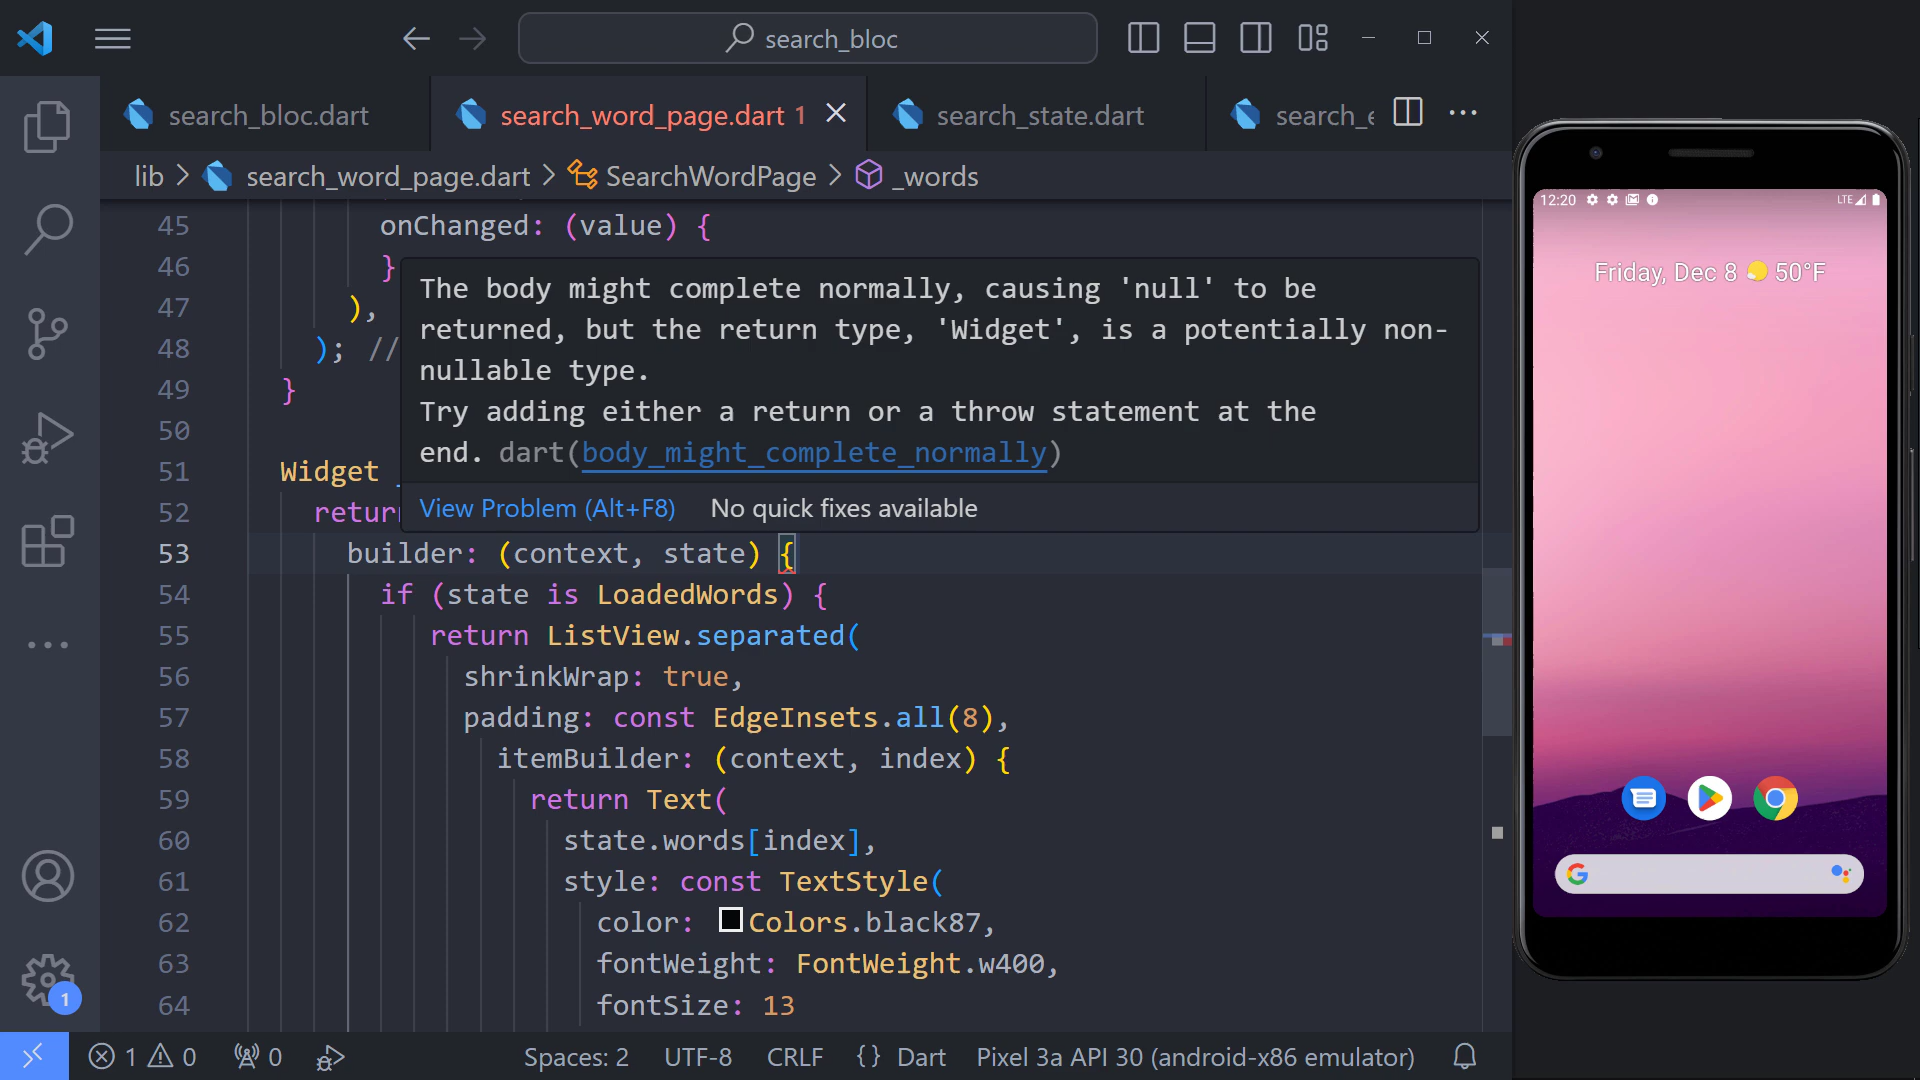 search_bloc
search_bloc.dart
search_word_page.dart 1
search_state.dart
search_e
lib > search_word_page.dart > SearchWordPage > _words
45 onChanged: (value) {
46 }
47 ),
48 ); //
49 }
50
51 Widget _
52 return
53 builder: (context, state) {
54 if (state is LoadedWords) {
55 return ListView.separated(
56 shrinkWrap: true,
57 padding: const EdgeInsets.all(8),
58 itemBuilder: (context, index) {
59 return Text(
60 state.words[index],
61 style: const TextStyle(
62 color: Colors.black87,
63 fontWeight: FontWeight.w400,
64 fontSize: 13
The body might complete normally, causing 'null' to be
returned, but the return type, 'Widget', is a potentially non-
nullable type.
Try adding either a return or a throw statement at the
end. dart(body_might_complete_normally)
View Problem (Alt+F8) No quick fixes available
1
1 0 0 Spaces: 2 UTF-8 CRLF {} Dart Pixel 3a API 30 (android-x86 emulator)
12:20
LTE
Friday, Dec 8 50°F